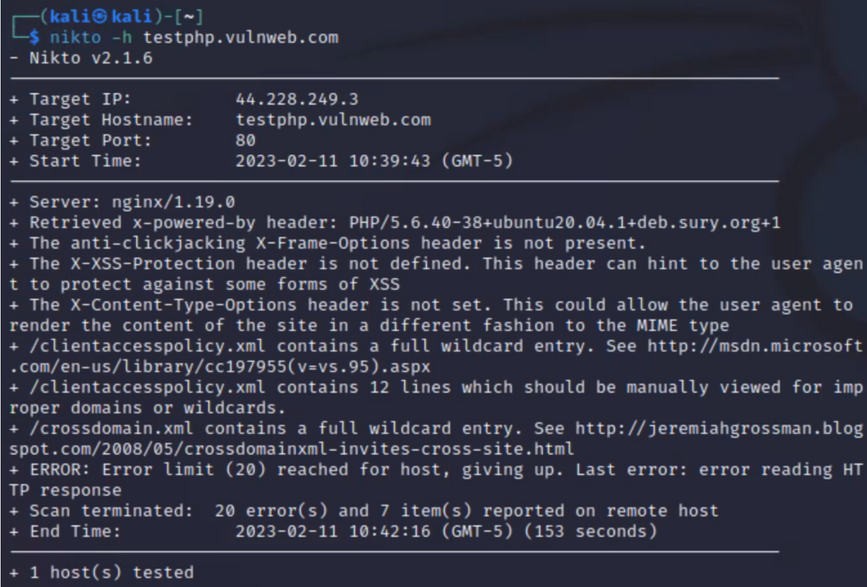 ┌──(kali㉿kali)-[~]
└─$ nikto -h testphp.vulnweb.com
- Nikto v2.1.6
+ Target IP:          44.228.249.3
+ Target Hostname:    testphp.vulnweb.com
+ Target Port:        80
+ Start Time:         2023-02-11 10:39:43 (GMT-5)
+ Server: nginx/1.19.0
+ Retrieved x-powered-by header: PHP/5.6.40-38+ubuntu20.04.1+deb.sury.org+1
+ The anti-clickjacking X-Frame-Options header is not present.
+ The X-XSS-Protection header is not defined. This header can hint to the user agen
t to protect against some forms of XSS
+ The X-Content-Type-Options header is not set. This could allow the user agent to
render the content of the site in a different fashion to the MIME type
+ /clientaccesspolicy.xml contains a full wildcard entry. See http://msdn.microsoft
.com/en-us/library/cc197955(v=vs.95).aspx
+ /clientaccesspolicy.xml contains 12 lines which should be manually viewed for imp
roper domains or wildcards.
+ /crossdomain.xml contains a full wildcard entry. See http://jeremiahgrossman.blog
spot.com/2008/05/crossdomainxml-invites-cross-site.html
+ ERROR: Error limit (20) reached for host, giving up. Last error: error reading HT
TP response
+ Scan terminated:  20 error(s) and 7 item(s) reported on remote host
+ End Time:           2023-02-11 10:42:16 (GMT-5) (153 seconds)
+ 1 host(s) tested